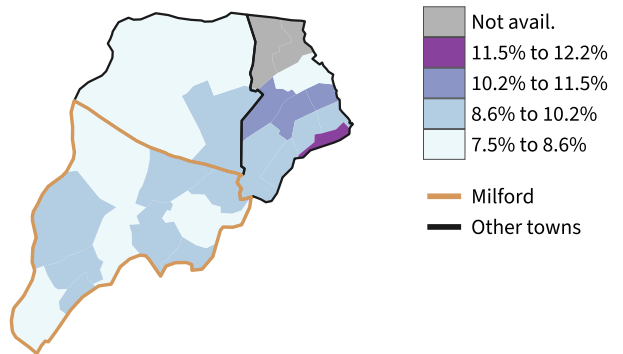 Not avail.
11.5% to 12.2%
10.2% to 11.5%
8.6% to 10.2%
7.5% to 8.6%
Milford
Other towns